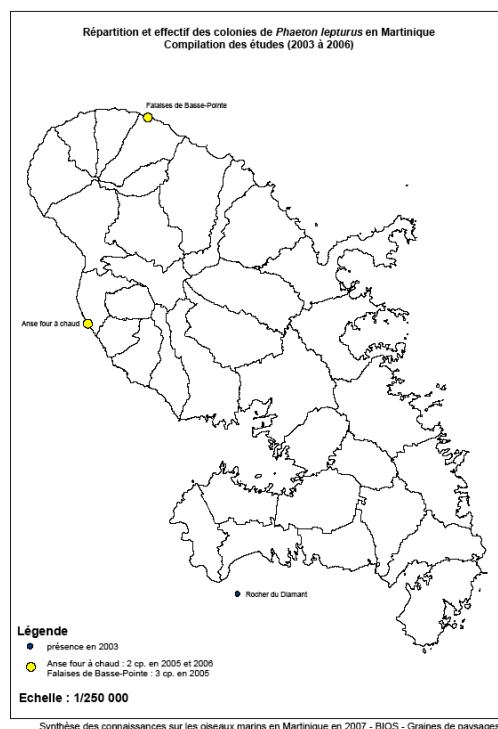 Répartition et effectif des colonies de Phaeton lepturus en Martinique
Compilation des études (2003 à 2006)
Falaises de Basse-Pointe
Anse four à chaud
Rocher du Diamant
Légende
présence en 2003
Anse four à chaud : 2 cp. en 2005 et 2006
Falaises de Basse-Pointe : 3 cp. en 2005
Echelle : 1/250 000
Synthèse des connaissances sur les oiseaux marins en Martinique en 2007 - BIOS - Graines de paysages